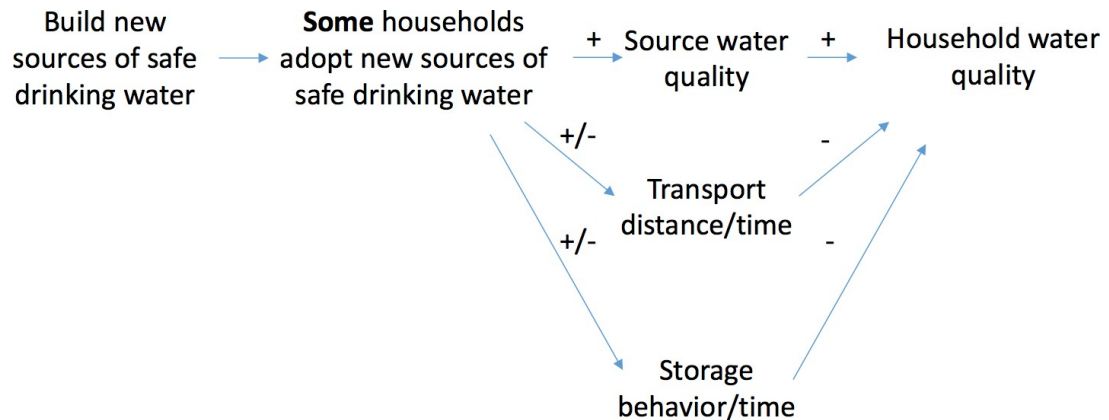 Build new
sources of safe
drinking water
Some households
adopt new sources of
safe drinking water
+
Source water
quality
+
Household water
quality
+/-
-
Transport
distance/time
+/-
-
Storage
behavior/time